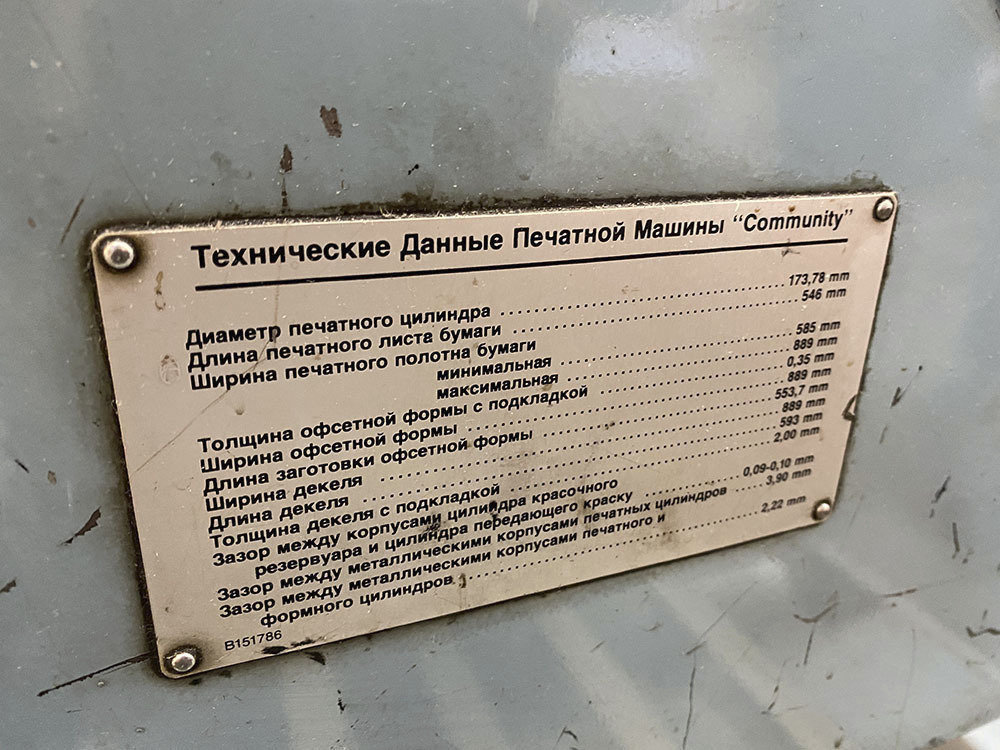 Технические Данные Печатной Машины “Community”
Диаметр печатного цилиндра ........ 173,78 mm
Длина печатного листа бумаги ........ 546 mm
Ширина печатного полотна бумаги
минимальная ........ 585 mm
максимальная ........ 889 mm
Толщина офсетной формы с подкладкой ........ 0,35 mm
Ширина офсетной формы ........ 889 mm
Длина заготовки офсетной формы ........ 553,7 mm
Ширина декеля ........ 889 mm
Длина декеля ........ 593 mm
Толщина декеля с подкладкой ........ 2,00 mm
Зазор между корпусами цилиндра красочного
резервуара и цилиндра передающего краску ........ 0,09-0,10 mm
Зазор между металлическими корпусами печатных цилиндров ..... 3,90 mm
Зазор между металлическими корпусами печатного и
формного цилиндров ........ 2,22 mm
B151786